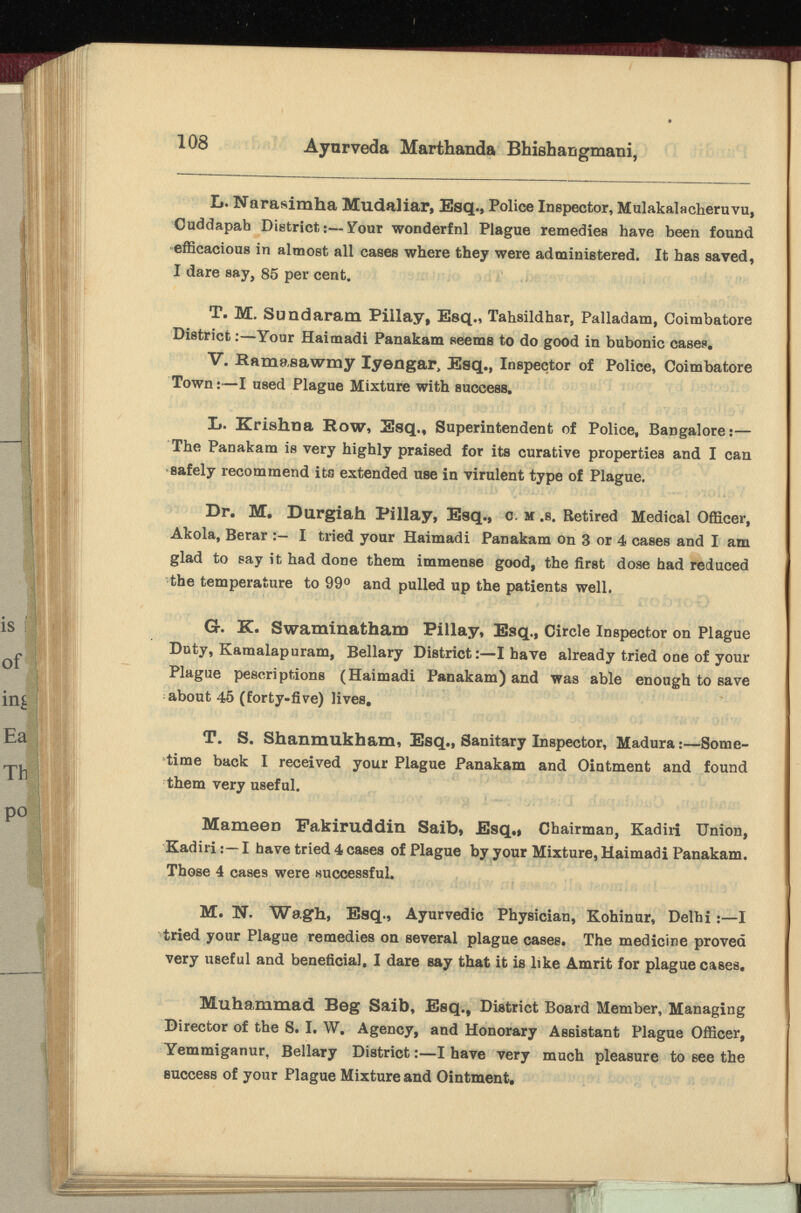 108
Ayurveda Marthanda Bhishangmani,
L. Narasimha Mudaliar, Esq., Police Inspector, Mulakalacheruvu,
Cuddapah District:—Your wonderfnl Plague remedies have been found
efficacious in almost all cases where they were administered. It has saved,
I dare say, 85 per cent.
T. M. Sundaram Pillay, Esq., Tahsildhar, Palladam, Coimbatore
District:—Your Haimadi Panakam seems to do good in bubonic cases.
V. Ramasawmy Iyengar, Esq., Inspector of Police, Coimbatore
Town:—I used Plague Mixture with success.
L. Krishna Row, Esq., Superintendent of Police, Bangalore:—
The Panakam is very highly praised for its curative properties and I can
safely recommend its extended use in virulent type of Plague.
Dr. M. Durgiah Pillay, Esq., C. M .S. Retired Medical Officer,
Akola, Berar :– I tried your Haimadi Panakam on 3 or 4 cases and I am
glad to say it had done them immense good, the first dose had reduced
the temperature to 99° and pulled up the patients well.
G. K. Swaminatham Pillay, Esq., Circle Inspector on Plague
Duty, Kamalapuram, Bellary District:—I have already tried one of your
Plague pescriptions (Haimadi Panakam) and was able enough to save
about 45 (forty-five) lives.
T. S. Shanmukham, Esq., Sanitary Inspector, Madura:—Some-
time back I received your Plague Panakam and Ointment and found
them very useful.
Mameen Fakiruddin Saib, Esq., Chairman, Kadiri Union,
Kadiri:—I have tried 4 cases of Plague by your Mixture, Haimadi Panakam.
Those 4 cases were successful.
M. N. Wagh, Esq., Ayurvedic Physician, Kohinur, Delhi:—I
tried your Plague remedies on several plague cases. The medicine proved
very useful and beneficial. I dare say that it is like Amrit for plague cases.
Muhammad Beg Saib, Esq., District Board Member, Managing
Director of the S. I. W. Agency, and Honorary Assistant Plague Officer,
Yemmiganur, Bellary District:—I have very much pleasure to see the
success of your Plague Mixture and Ointment.
is
of
ing
Ea
Th
po